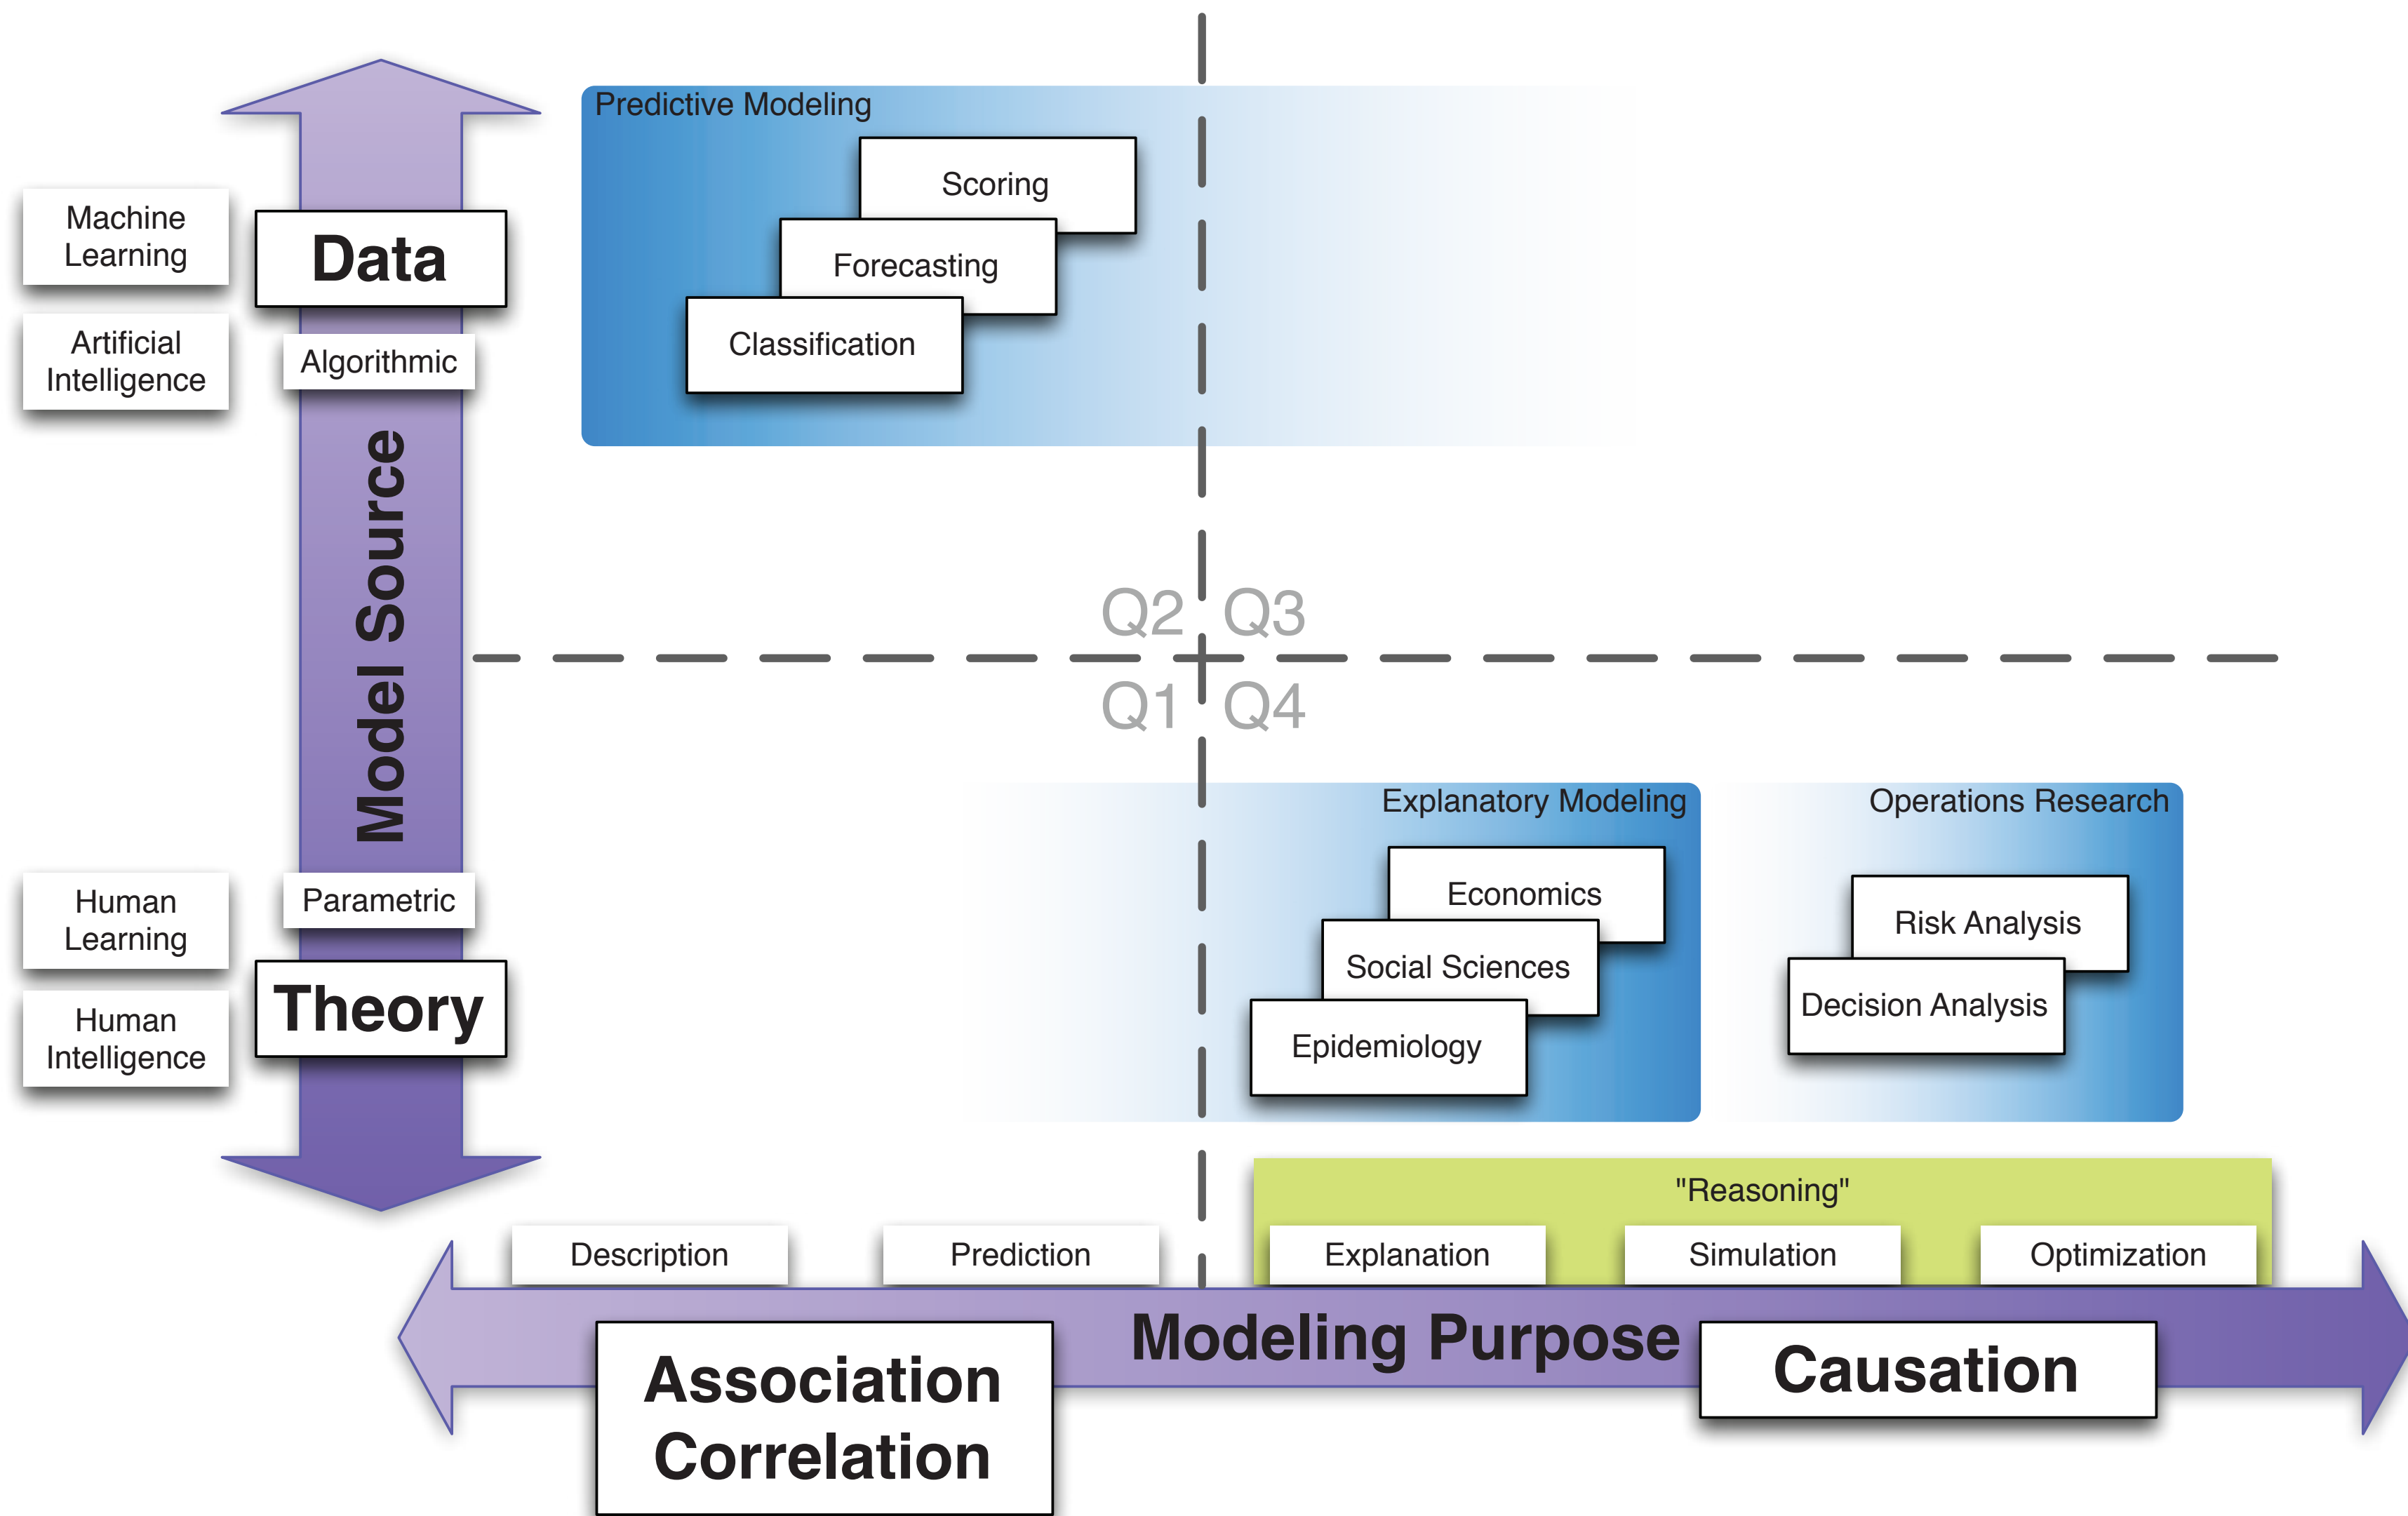 Predictive Modeling
Scoring
Forecasting
Classification
Machine
Learning
Data
Artificial
Intelligence
Algorithmic
Model Source
Q2
Q3
Q1
Q4
Human
Learning
Parametric
Theory
Human
Intelligence
Explanatory Modeling
Economics
Social Sciences
Epidemiology
Operations Research
Risk Analysis
Decision Analysis
"Reasoning"
Description
Prediction
Explanation
Simulation
Optimization
Modeling Purpose
Association
Correlation
Causation